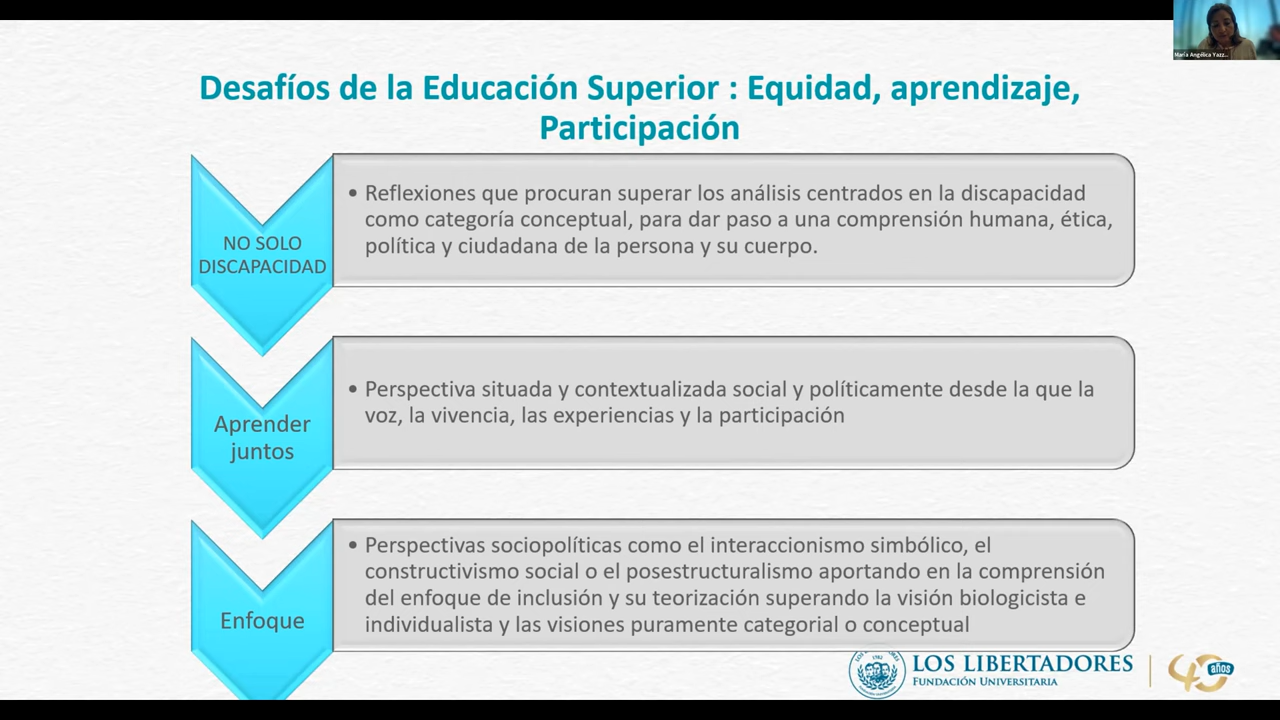 María Angélica Yazz...
Desafíos de la Educación Superior : Equidad, aprendizaje,
Participación
NO SOLO
DISCAPACIDAD
• Reflexiones que procuran superar los análisis centrados en la discapacidad
como categoría conceptual, para dar paso a una comprensión humana, ética,
política y ciudadana de la persona y su cuerpo.
Aprender
juntos
• Perspectiva situada y contextualizada social y políticamente desde la que la
voz, la vivencia, las experiencias y la participación
Enfoque
• Perspectivas sociopolíticas como el interaccionismo simbólico, el
constructivismo social o el posestructuralismo aportando en la comprensión
del enfoque de inclusión y su teorización superando la visión biologicista e
individualista y las visiones puramente categorial o conceptual
LOS LIBERTADORES
FUNDACIÓN UNIVERSITARIA
40 años